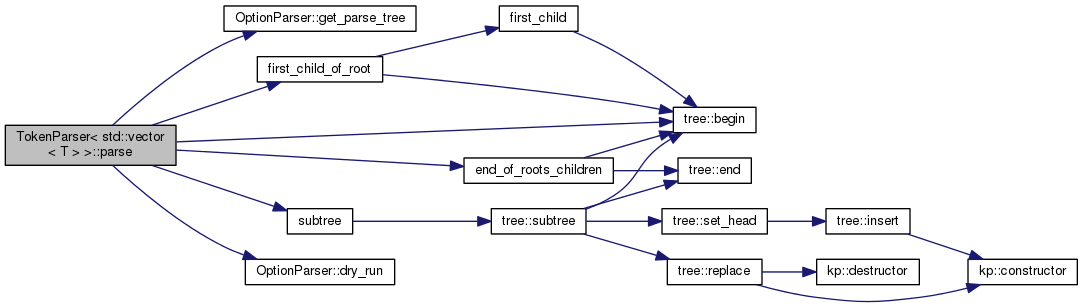 OptionParser::get_parse_tree
first_child
first_child_of_root
tree::begin
TokenParser< std::vector
< T > >::parse
end_of_roots_children
tree::end
subtree
tree::subtree
tree::set_head
tree::insert
OptionParser::dry_run
tree::replace
kp::destructor
kp::constructor